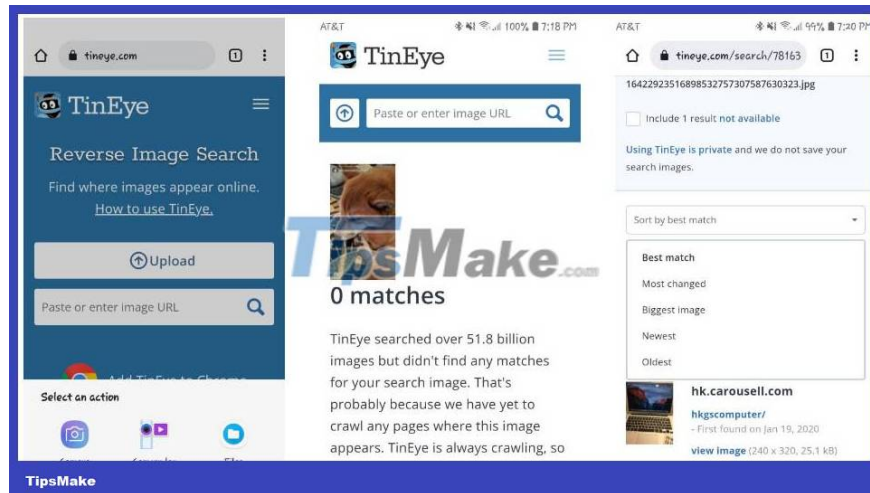 tineye.com
1
TinEye
Reverse Image Search
Find where images appear online.
How to use TinEye.
Upload
Paste or enter image URL
Add TinEye to Chrome
Select an action
AT&T
100%
7:18 PM
TinEye
Paste or enter image URL
TipsMake.com
0 matches
TinEye searched over 51.8 billion
images but didn't find any matches
for your search image. That's
probably because we have yet to
crawl any pages where this image
appears. TinEye is always crawling, so
AT&T
99%
7:20 PM
tineye.com/search/78163
1
16422923516898532757307587630323.jpg
Include 1 result not available
Using TinEye is private and we do not save your
search images.
Sort by best match
Best match
Most changed
Biggest image
Newest
Oldest
hk.carousell.com
hkgscomputer/
- First found on Jan 19, 2020
view image (240 x 320, 25.1 kB)
TipsMake